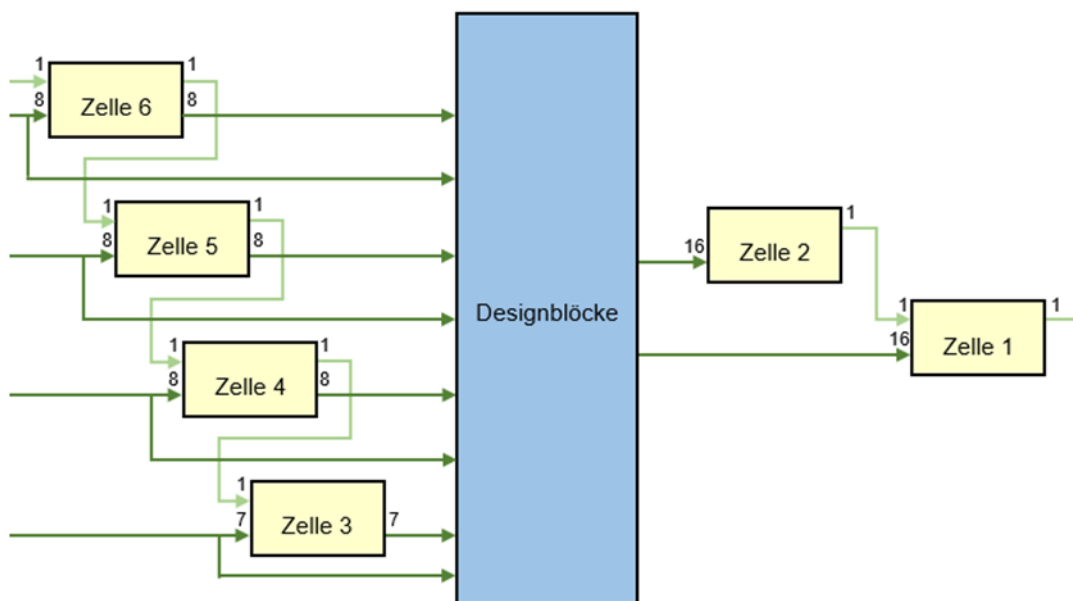 1 1
8 Zelle 6 8
1 1
8 Zelle 5 8
1
16 Zelle 2
Designblöcke
1 1
16 Zelle 1
1 1
8 Zelle 4 8
1
7 Zelle 3 7